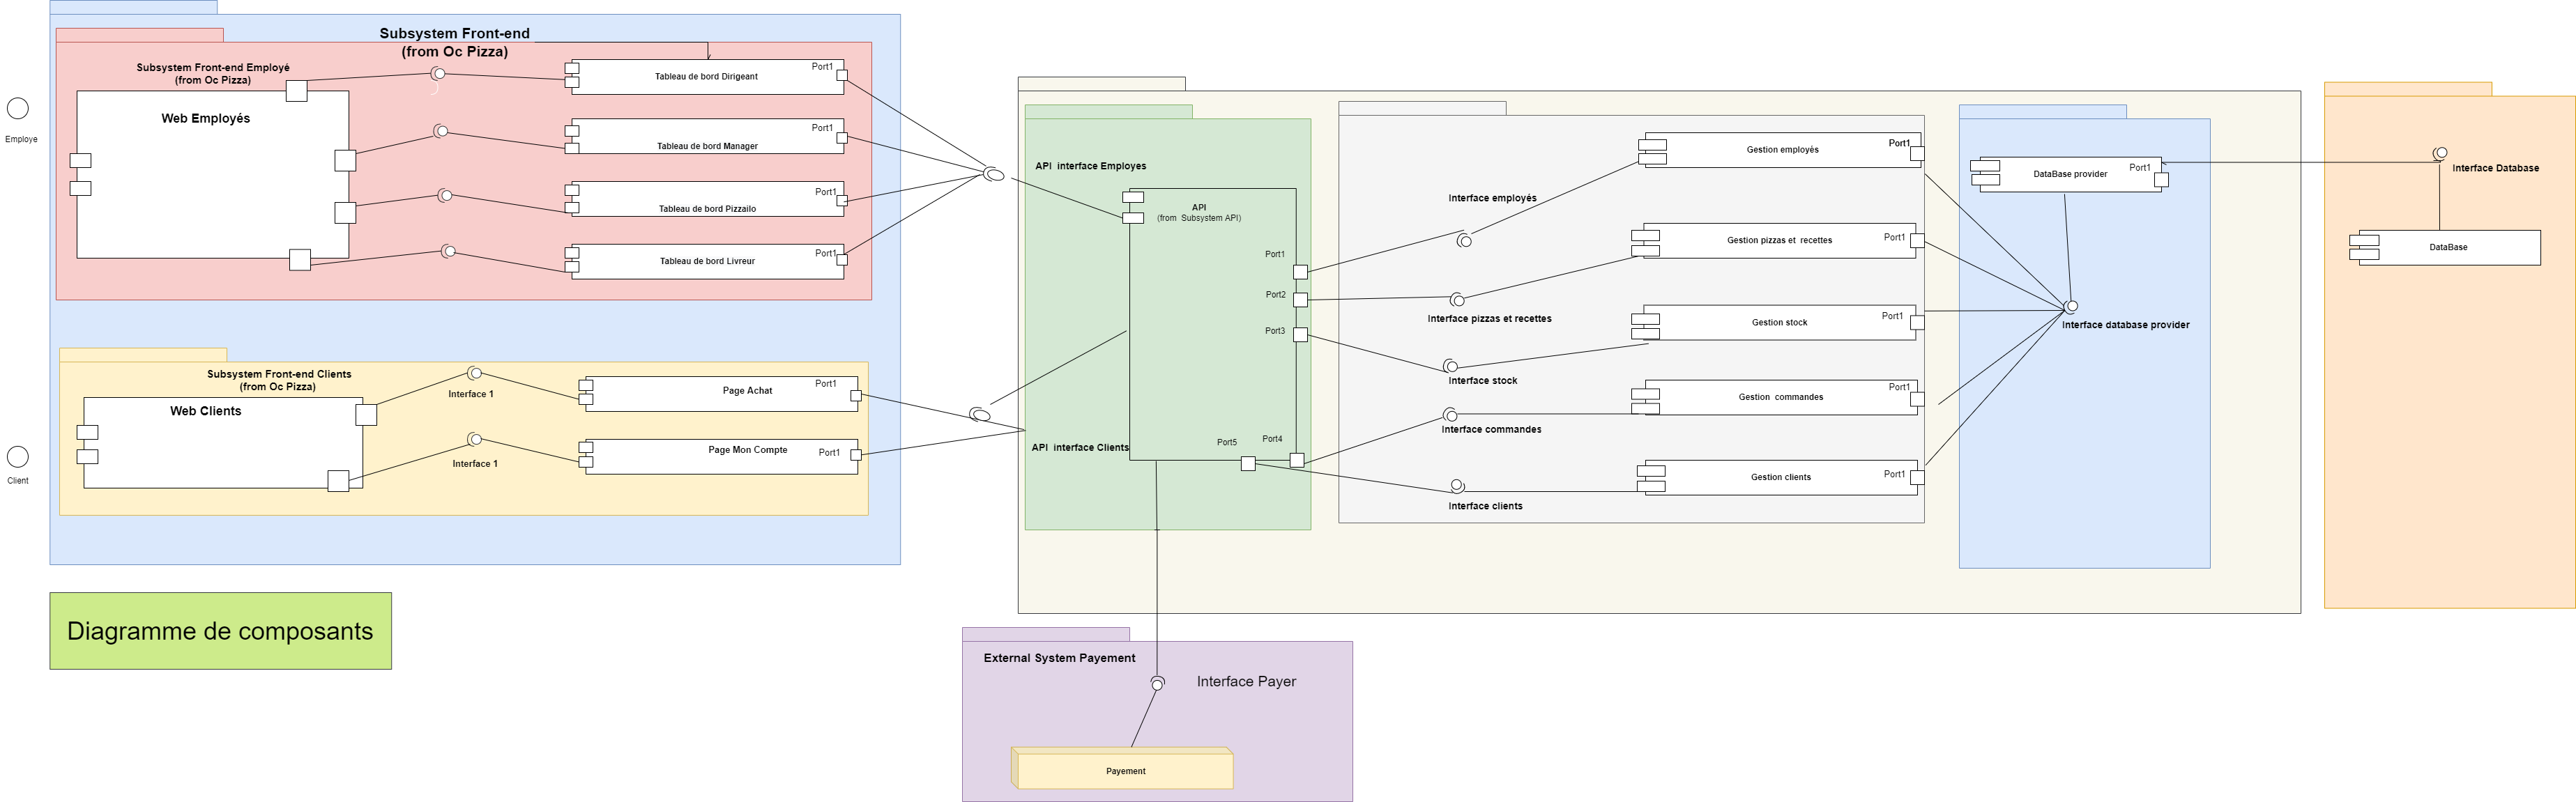 Subsystem Front-end
(from Oc Pizza)
Subsystem Front-end Employé
(from Oc Pizza)
Web Employés
Employe
Tableau de bord Dirigeant
Port1
Tableau de bord Manager
Port1
Tableau de bord Pizzailo
Port1
Tableau de bord Livreur
Port1
Subsystem Front-end Clients
(from Oc Pizza)
Web Clients
Client
Interface 1
Interface 1
Page Achat
Port1
Page Mon Compte
Port1
API interface Employes
API
(from Subsystem API)
Port1
Port2
Port3
Port4
Port5
API interface Clients
Interface employés
Interface pizzas et recettes
Interface stock
Interface commandes
Interface clients
Gestion employés
Port1
Gestion pizzas et recettes
Port1
Gestion stock
Port1
Gestion commandes
Port1
Gestion clients
Port1
DataBase provider
Port1
Interface database provider
Interface Database
DataBase
Diagramme de composants
External System Payement
Interface Payer
Payement